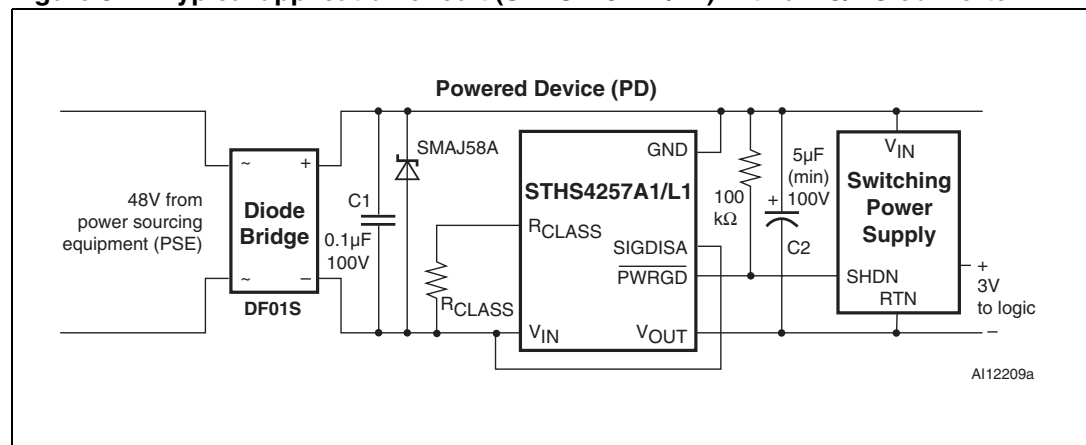 Powered Device (PD)
48V from
power sourcing
equipment (PSE)
~ +
Diode
Bridge
~ –
DF01S
C1
0.1µF
100V
SMAJ58A
RCLASS
STHS4257A1/L1
GND
RCLASS
SIGDISA
PWRGD
VIN
VOUT
100
kΩ
5µF
(min)
100V
+
C2
VIN
Switching
Power
Supply
SHDN
RTN
+
3V
to logic
–
AI12209a